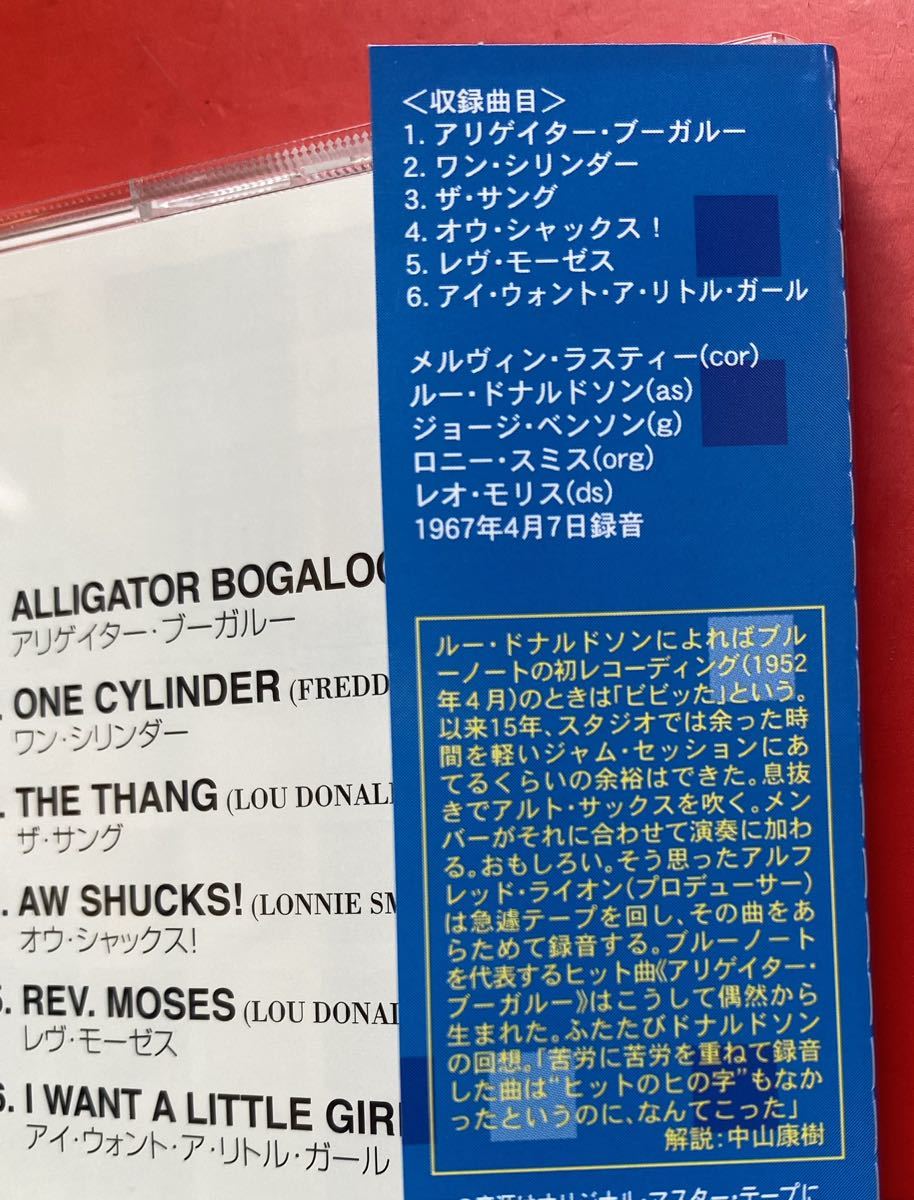 <収録曲目>
1. アリゲイター・ブーガルー
2. ワン・シリンダー
3. ザ・サング
4. オウ・シャックス！
5. レヴ・モーゼス
6. アイ・ウォント・ア・リトル・ガール
メルヴィン・ラスティー(cor)
ルー・ドナルドソン(as)
ジョージ・ベンソン(g)
ロニー・スミス(org)
レオ・モリス(ds)
1967年4月7日録音
ルー・ドナルドソンによればブル
ーノートの初レコーディング(1952
年4月)のときは「ビビッた」という。
以来15年、スタジオでは余った時
間を軽いジャム・セッションにあ
てるくらいの余裕はできた。息抜
きでアルト・サックスを吹く。メン
バーがそれに合わせて演奏に加わ
る。おもしろい。そう思ったアルフ
レッド・ライオン(プロデューサー)
は急遽テープを回し、その曲をあ
らためて録音する。ブルーノート
を代表するヒット曲《アリゲイター・
ブーガルー》はこうして偶然から
生まれた。ふたたびドナルドソン
の回想。「苦労に苦労を重ねて録音
した曲は“ヒットのヒの字”もなか
ったというのに、なんてこった」
解説:中山康樹
音源はオリジナル・マスター・テープに
ALLIGATOR BOGALOO
アリゲイター・ブーガルー
ONE CYLINDER (FREDD
ワン・シリンダー
THE THANG (LOU DONAL
ザ・サング
AW SHUCKS! (LONNIE SM
オウ・シャックス!
5. REV. MOSES (LOU DONAL
レヴ・モーゼス
6. I WANT A LITTLE GIR
アイ・ウォント・ア・リトル・ガール